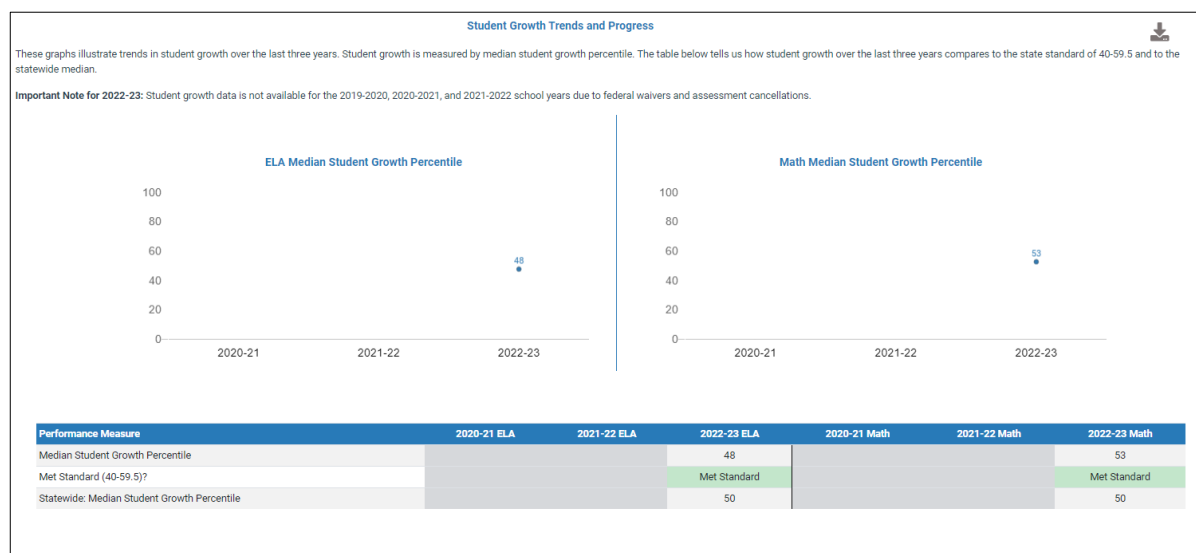 Student Growth Trends and Progress
These graphs illustrate trends in student growth over the last three years. Student growth is measured by median student growth percentile. The table below tells us how student growth over the last three years compares to the state standard of 40-59.5 and to the
statewide median.
Important Note for 2022-23: Student growth data is not available for the 2019-2020, 2020-2021, and 2021-2022 school years due to federal waivers and assessment cancellations.
ELA Median Student Growth Percentile
100
80
60
48
40
20
0
2020-21 2021-22 2022-23
Math Median Student Growth Percentile
100
80
60
53
40
20
0
2020-21 2021-22 2022-23
Performance Measure 2020-21 ELA 2021-22 ELA 2022-23 ELA 2020-21 Math 2021-22 Math 2022-23 Math
Median Student Growth Percentile 48 53
Met Standard (40-59.5)? Met Standard Met Standard
Statewide: Median Student Growth Percentile 50 50